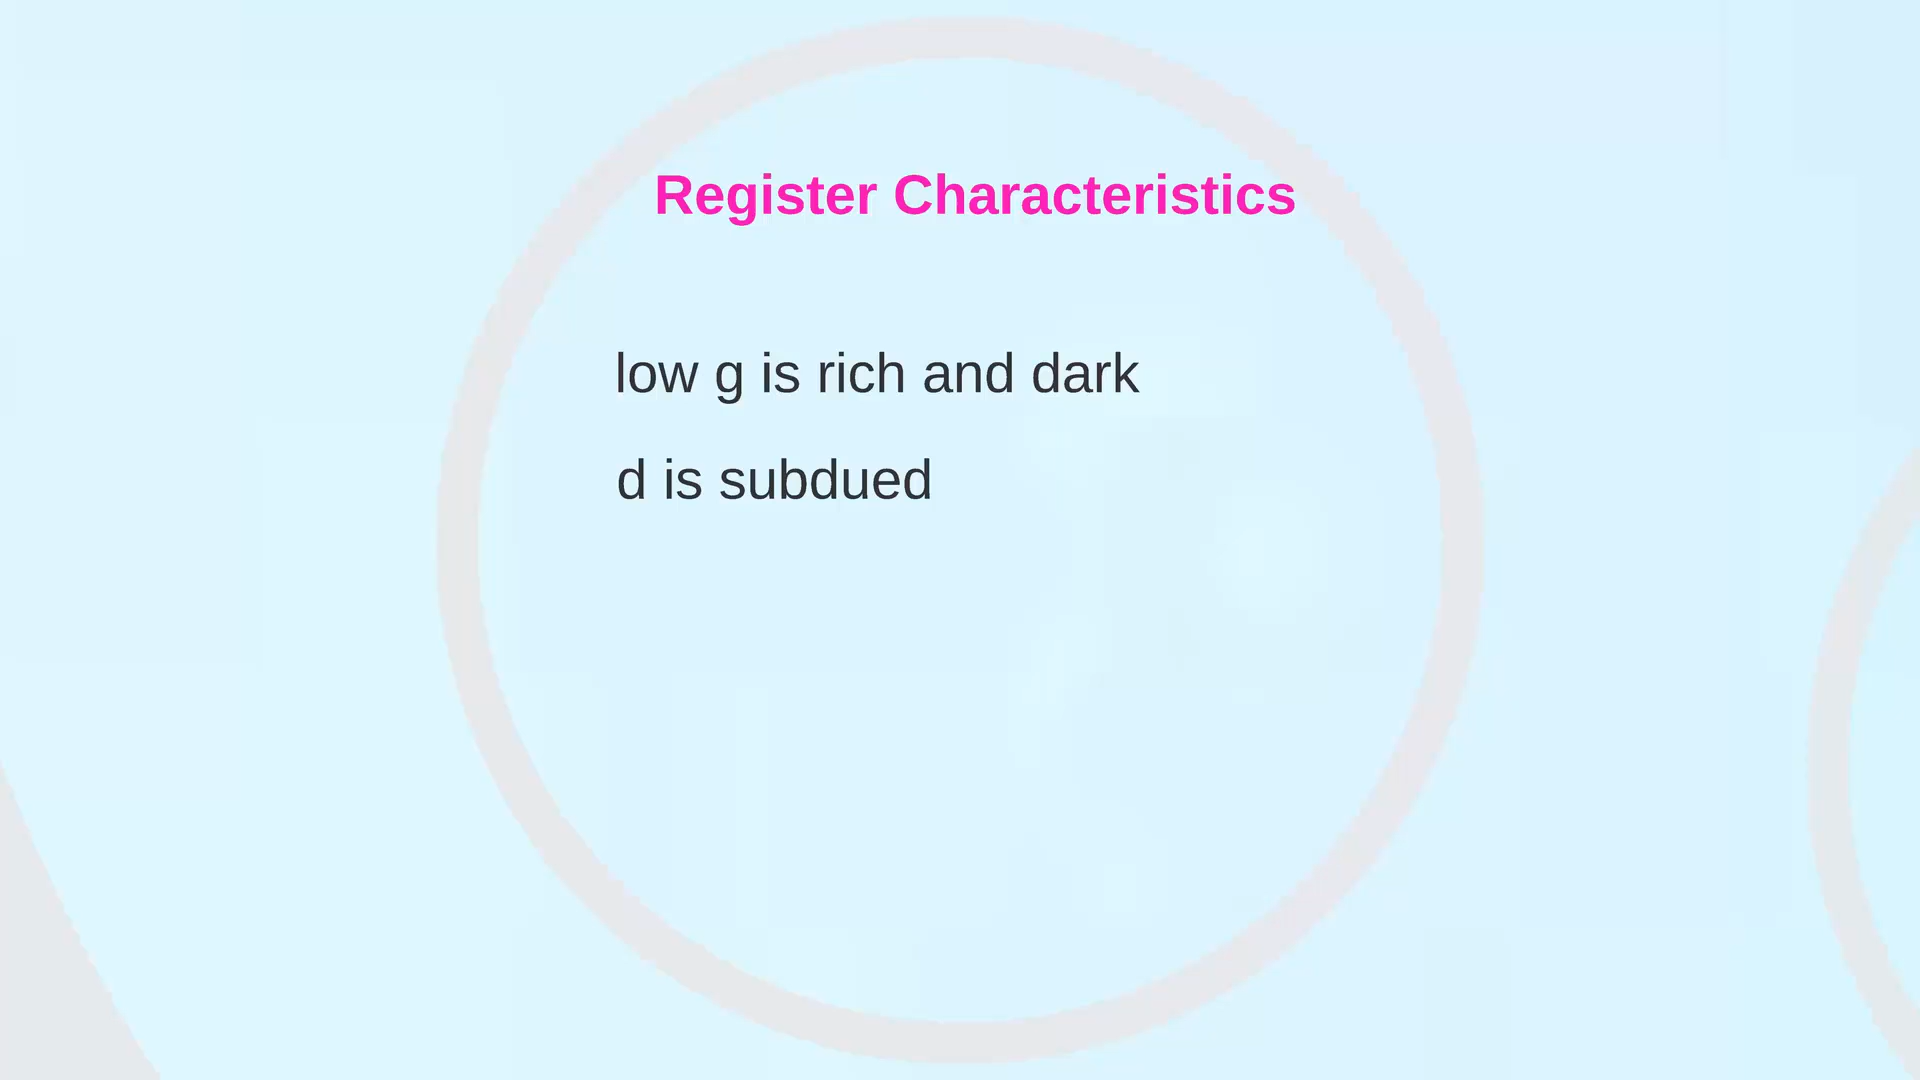 Register Characteristics
low g is rich and dark
d is subdued